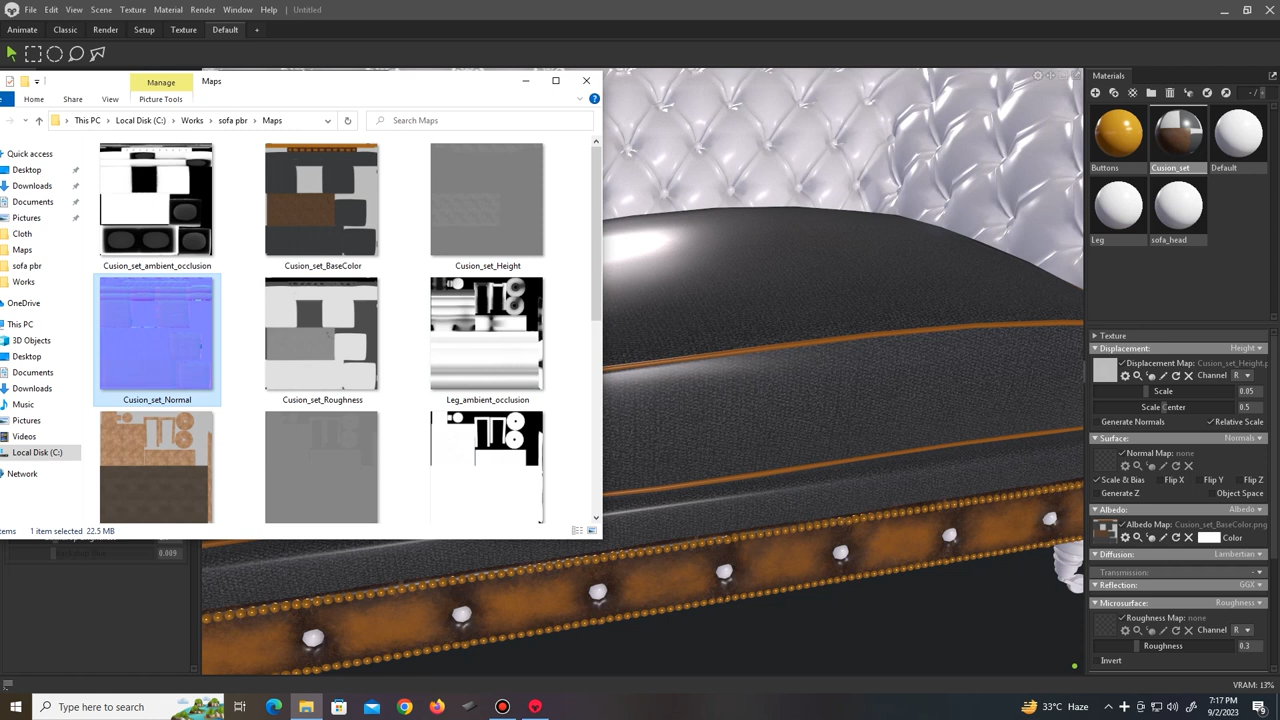 File Edit View Scene Texture Material Render Window Help Untitled
Animate Classic Render Setup Texture Default +
Manage Maps
Home Share View Picture Tools
This PC Local Disk (C:) Works sofa pbr Maps
Search Maps
Quick access
Desktop
Downloads
Documents
Pictures
Cloth
Maps
sofa pbr
Works
OneDrive
This PC
3D Objects
Desktop
Documents
Downloads
Music
Pictures
Videos
Local Disk (C:)
Network
Cusion_set_ambient_occlusion Cusion_set_BaseColor Cusion_set_Height
Cusion_set_Normal Cusion_set_Roughness Leg_ambient_occlusion
1 item selected 22.5 MB
0.009
Materials
- /
Buttons Cusion_set Default
Leg sofa_head
Texture
Displacement: Height
Displacement Map: Cusion_set_Height.p
Channel R
Scale 0.05
Scale Center 0.5
Generate Normals Relative Scale
Surface: Normals
Normal Map: none
Scale & Bias Flip X Flip Y Flip Z
Generate Z Object Space
Albedo: Albedo
Albedo Map: Cusion_set_BaseColor.png
Color
Diffusion: Lambertian
Transmission: -
Reflection: GGX
Microsurface: Roughness
Roughness Map: none
Channel R
Roughness 0.3
Invert
VRAM: 13%
Type here to search
33°C Haze
7:17 PM
9/2/2023